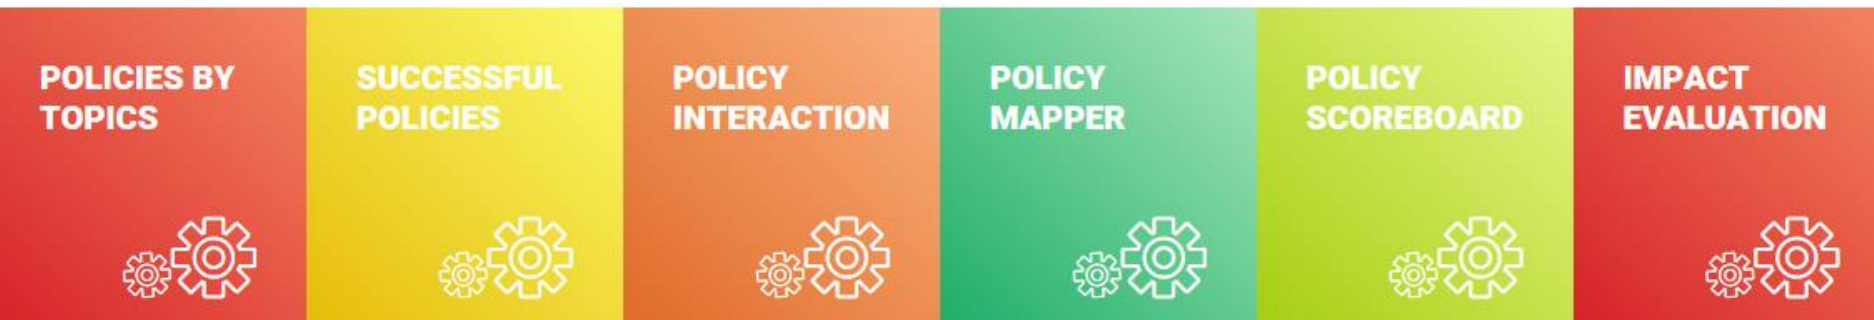 POLICIES BY
TOPICS
SUCCESSFUL
POLICIES
POLICY
INTERACTION
POLICY
MAPPER
POLICY
SCOREBOARD
IMPACT
EVALUATION